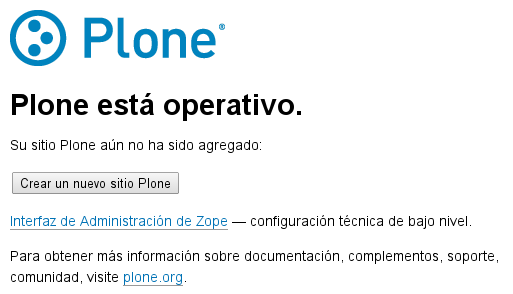 Plone®
Plone está operativo.
Su sitio Plone aún no ha sido agregado:
Crear un nuevo sitio Plone
Interfaz de Administración de Zope — configuración técnica de bajo nivel.
Para obtener más información sobre documentación, complementos, soporte,
comunidad, visite plone.org.